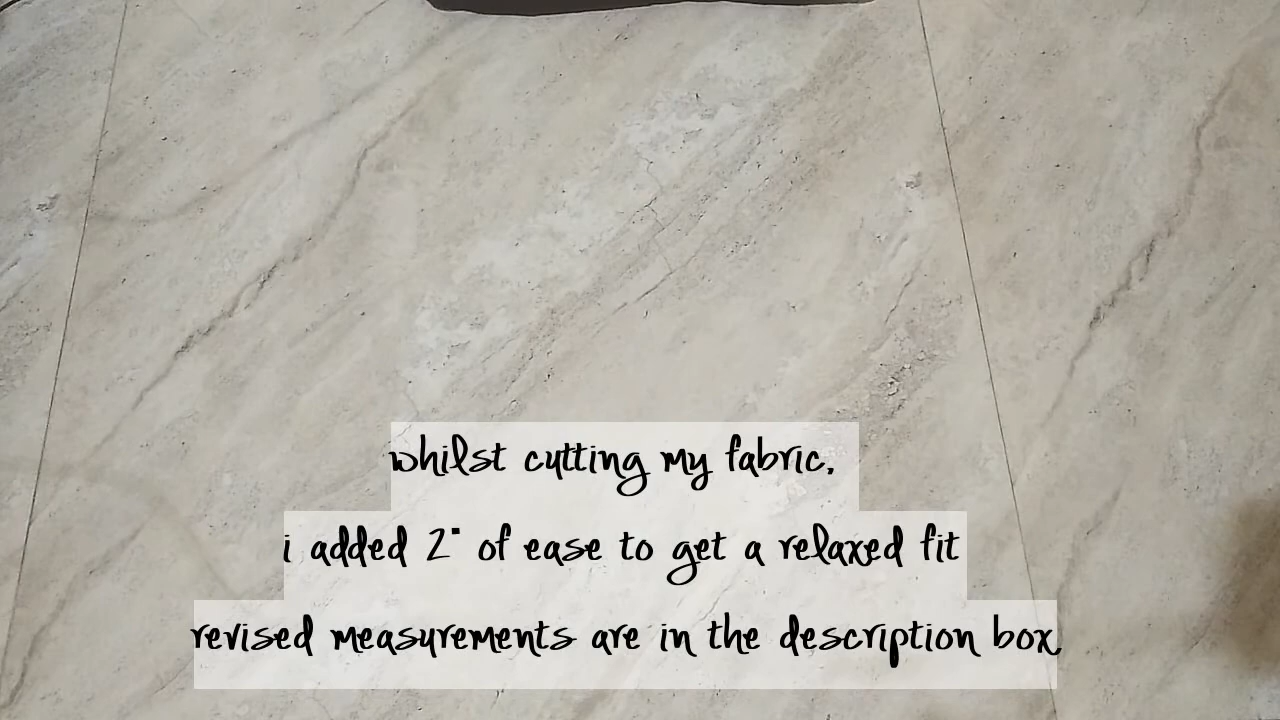 whilst cutting my fabric,
i added 2" of ease to get a relaxed fit
revised measurements are in the description box